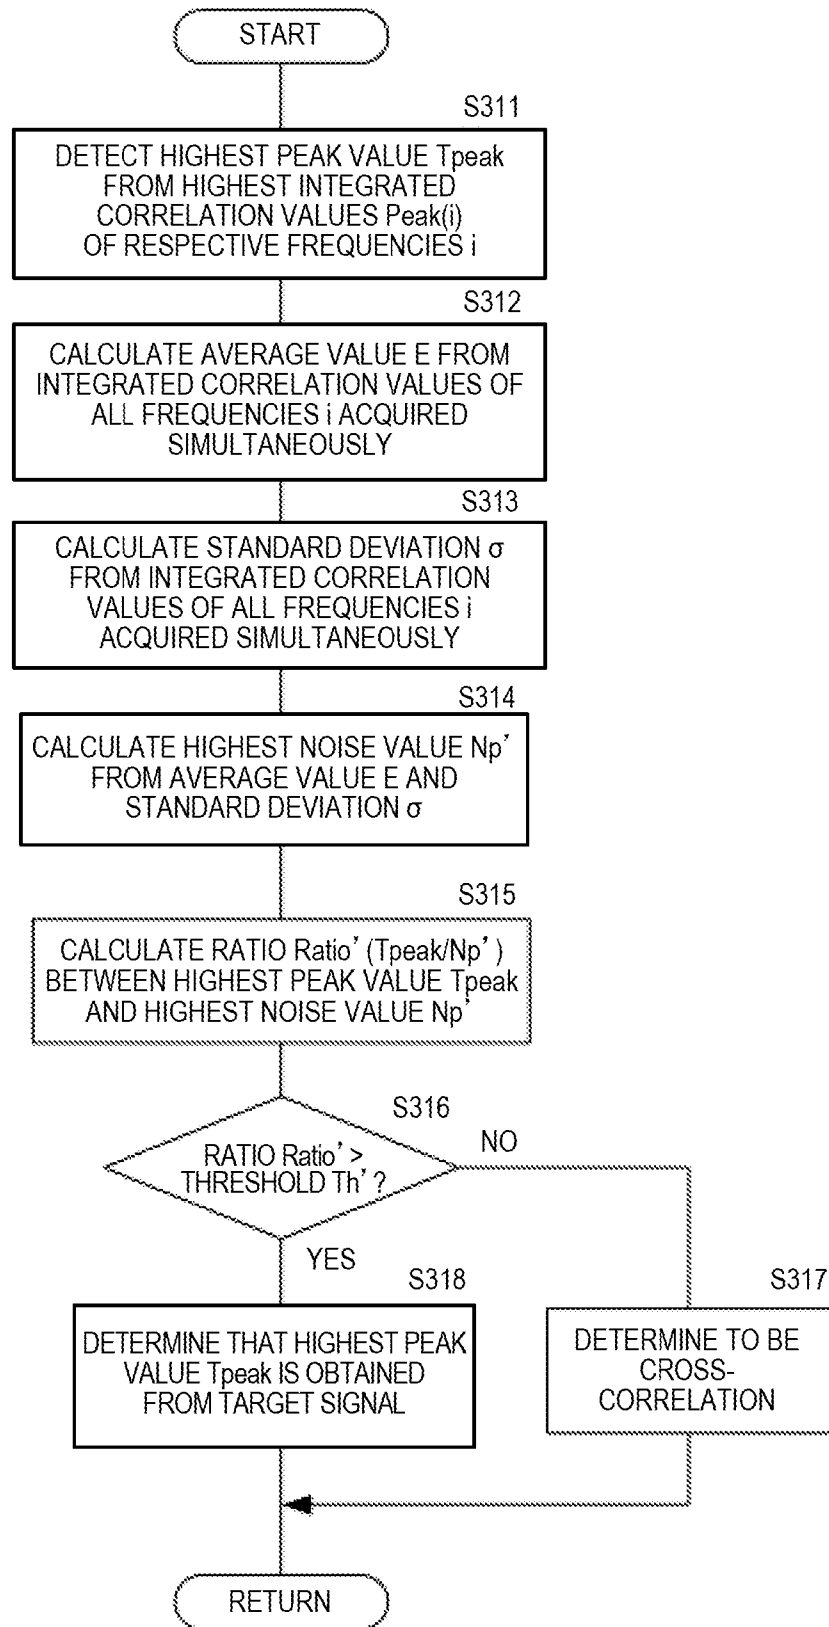 START
S311
DETECT HIGHEST PEAK VALUE Tpeak
FROM HIGHEST INTEGRATED
CORRELATION VALUES Peak(i)
OF RESPECTIVE FREQUENCIES i
S312
CALCULATE AVERAGE VALUE E FROM
INTEGRATED CORRELATION VALUES OF
ALL FREQUENCIES i ACQUIRED
SIMULTANEOUSLY
S313
CALCULATE STANDARD DEVIATION σ
FROM INTEGRATED CORRELATION
VALUES OF ALL FREQUENCIES i
ACQUIRED SIMULTANEOUSLY
S314
CALCULATE HIGHEST NOISE VALUE Np'
FROM AVERAGE VALUE E AND
STANDARD DEVIATION σ
S315
CALCULATE RATIO Ratio' (Tpeak/Np' )
BETWEEN HIGHEST PEAK VALUE Tpeak
AND HIGHEST NOISE VALUE Np'
S316
RATIO Ratio' >
THRESHOLD Th' ?
NO
YES
S318
DETERMINE THAT HIGHEST PEAK
VALUE Tpeak IS OBTAINED
FROM TARGET SIGNAL
S317
DETERMINE TO BE
CROSS-
CORRELATION
RETURN